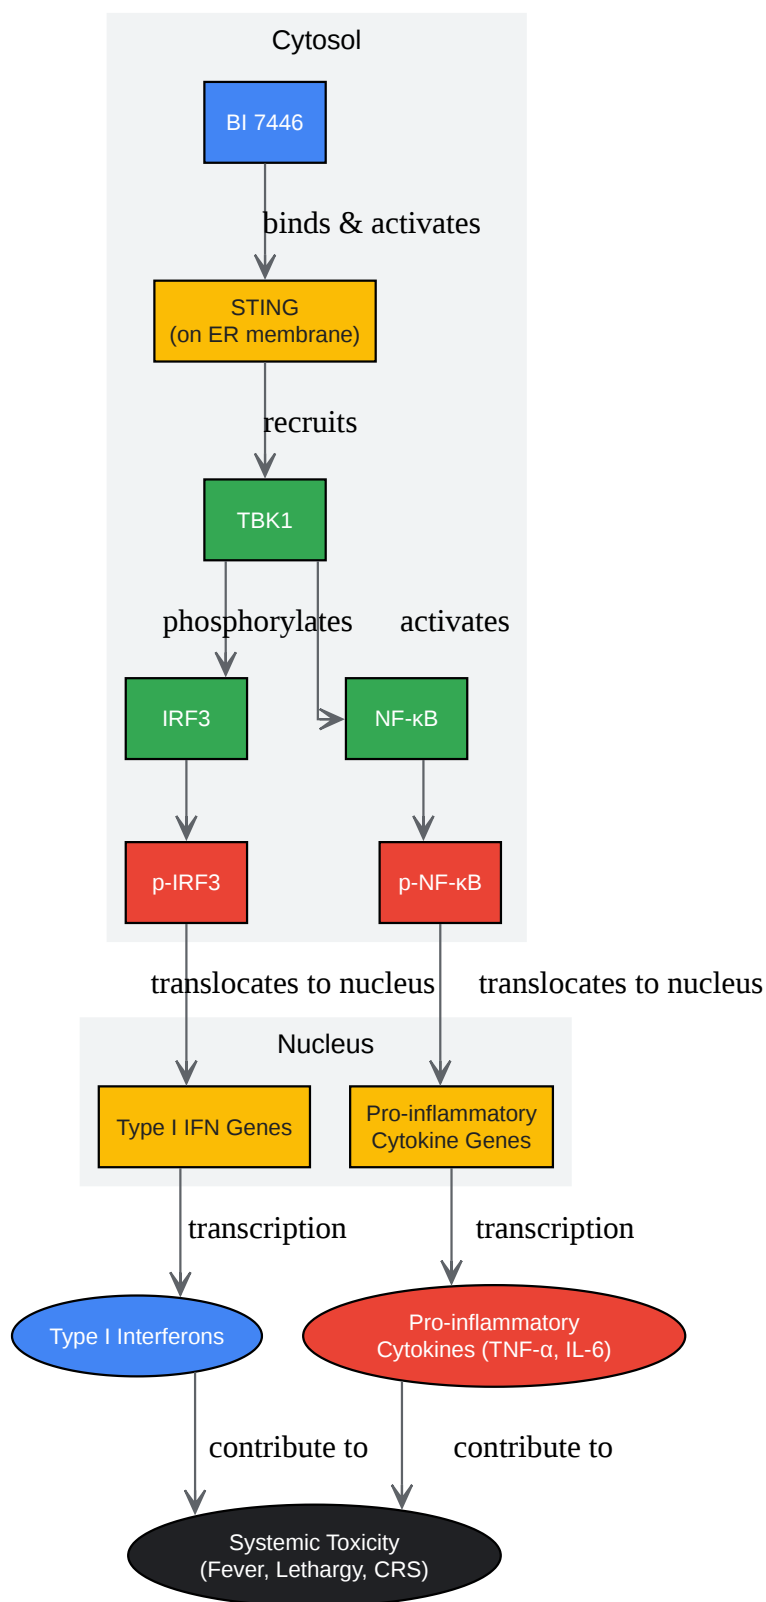 Cytosol
BI 7446
binds & activates
STING
(on ER membrane)
recruits
TBK1
phosphorylates
activates
IRF3
NF-κB
p-IRF3
p-NF-κB
translocates to nucleus
translocates to nucleus
Nucleus
Type I IFN Genes
Pro-inflammatory
Cytokine Genes
transcription
transcription
Type I Interferons
Pro-inflammatory
Cytokines (TNF-α, IL-6)
contribute to
contribute to
Systemic Toxicity
(Fever, Lethargy, CRS)